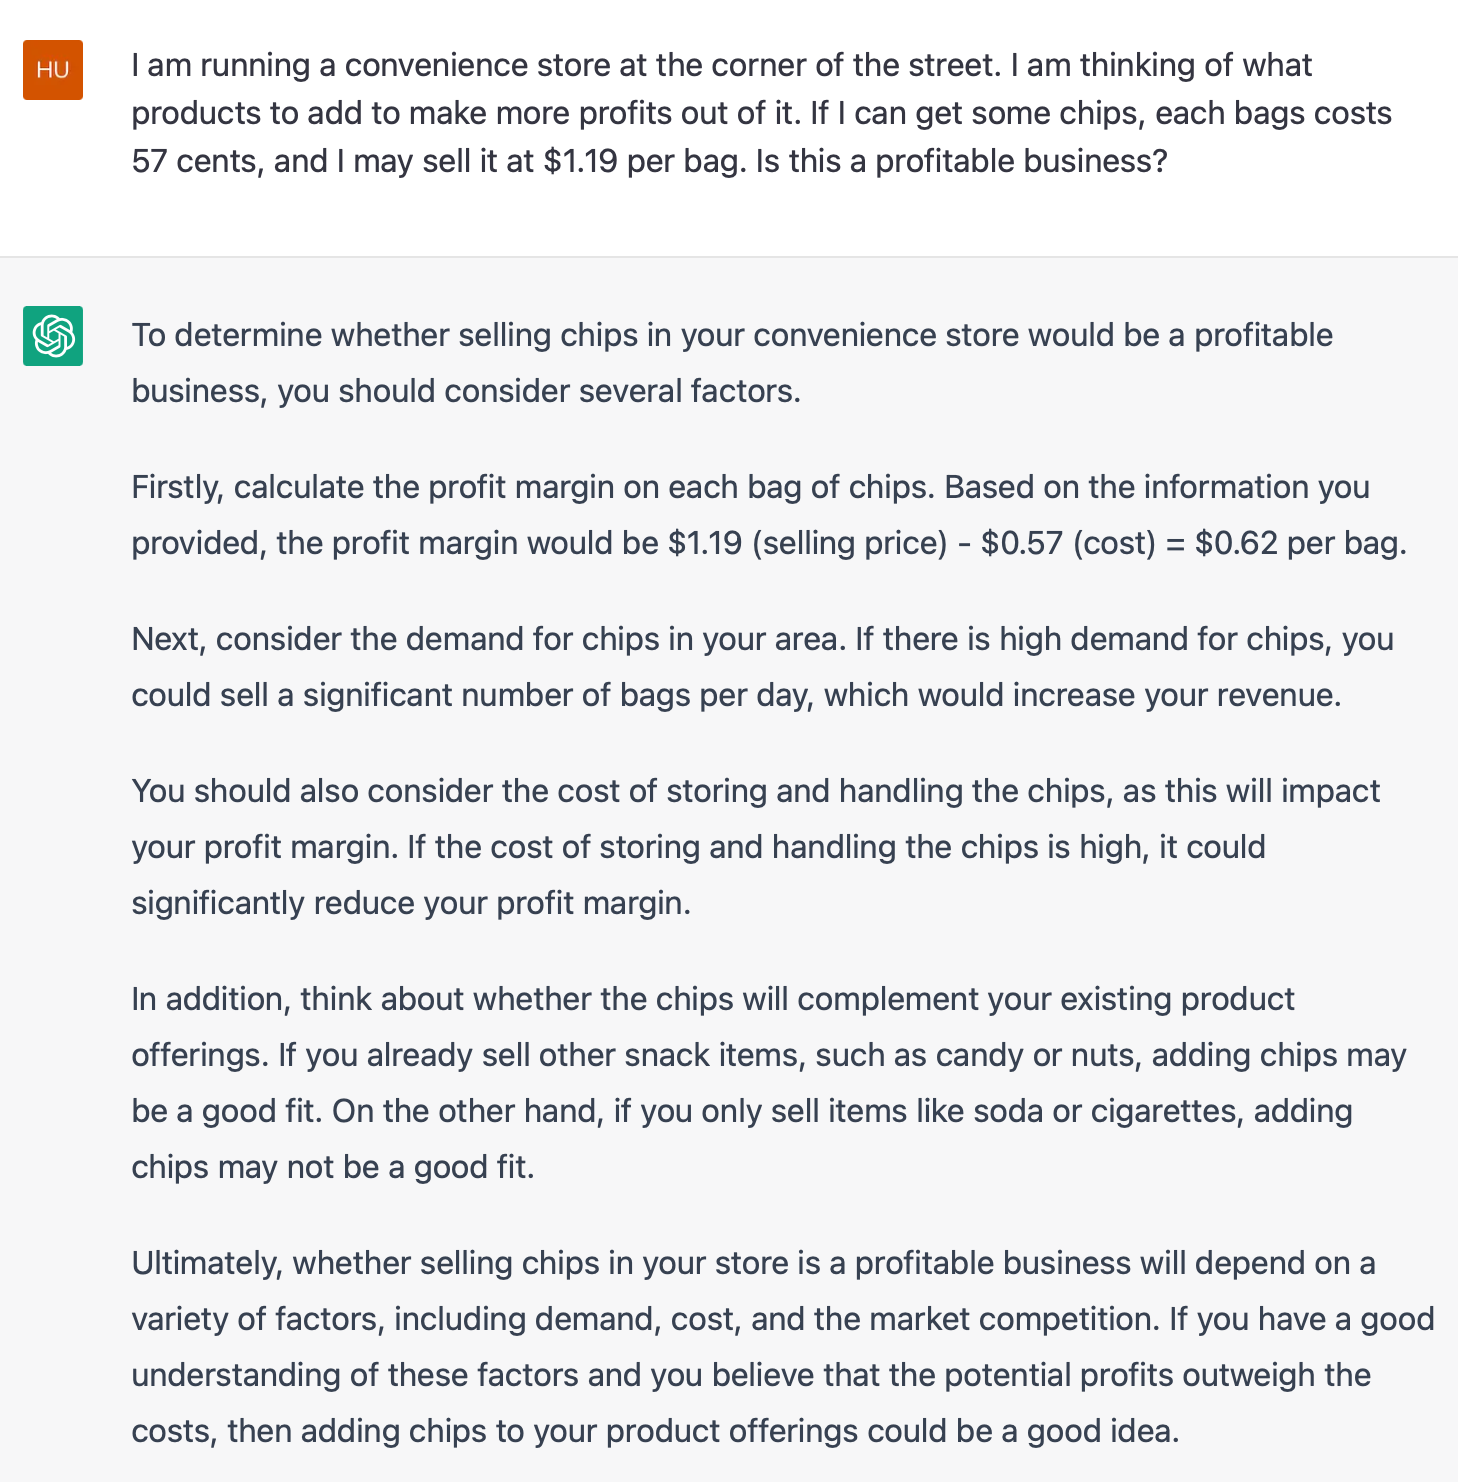 HU
I am running a convenience store at the corner of the street. I am thinking of what
products to add to make more profits out of it. If I can get some chips, each bags costs
57 cents, and I may sell it at $1.19 per bag. Is this a profitable business?
To determine whether selling chips in your convenience store would be a profitable
business, you should consider several factors.
Firstly, calculate the profit margin on each bag of chips. Based on the information you
provided, the profit margin would be $1.19 (selling price) - $0.57 (cost) = $0.62 per bag.
Next, consider the demand for chips in your area. If there is high demand for chips, you
could sell a significant number of bags per day, which would increase your revenue.
You should also consider the cost of storing and handling the chips, as this will impact
your profit margin. If the cost of storing and handling the chips is high, it could
significantly reduce your profit margin.
In addition, think about whether the chips will complement your existing product
offerings. If you already sell other snack items, such as candy or nuts, adding chips may
be a good fit. On the other hand, if you only sell items like soda or cigarettes, adding
chips may not be a good fit.
Ultimately, whether selling chips in your store is a profitable business will depend on a
variety of factors, including demand, cost, and the market competition. If you have a good
understanding of these factors and you believe that the potential profits outweigh the
costs, then adding chips to your product offerings could be a good idea.